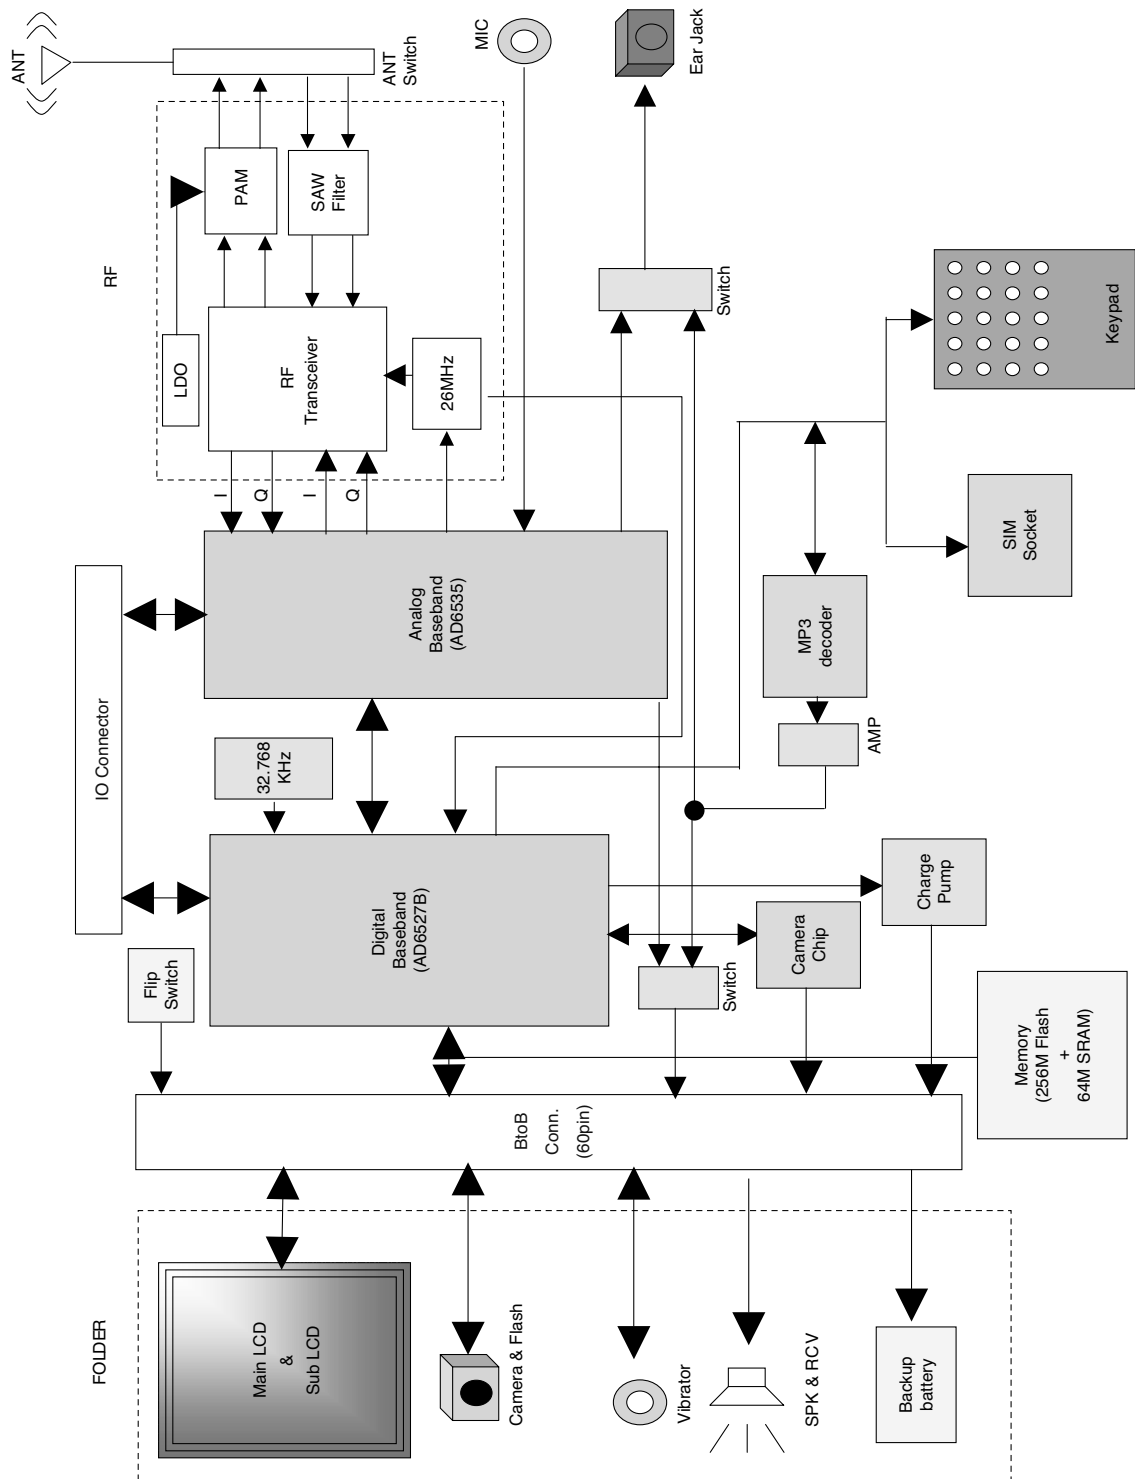 FOLDER
Main LCD
&
Sub LCD
Camera & Flash
Vibrator
SPK & RCV
Backup
battery
BtoB
Conn.
(60pin)
Flip
Switch
IO Connector
Digital
Baseband
(AD6527B)
32.768
KHz
Analog
Baseband
(AD6535)
Switch
Camera
Chip
Charge
Pump
Memory
(256M Flash
+
64M SRAM)
AMP
MP3
decoder
SIM
Socket
Keypad
I
Q
I
Q
RF
LDO
RF
Transceiver
26MHz
PAM
SAW
Filter
ANT
ANT
Switch
MIC
Switch
Ear Jack